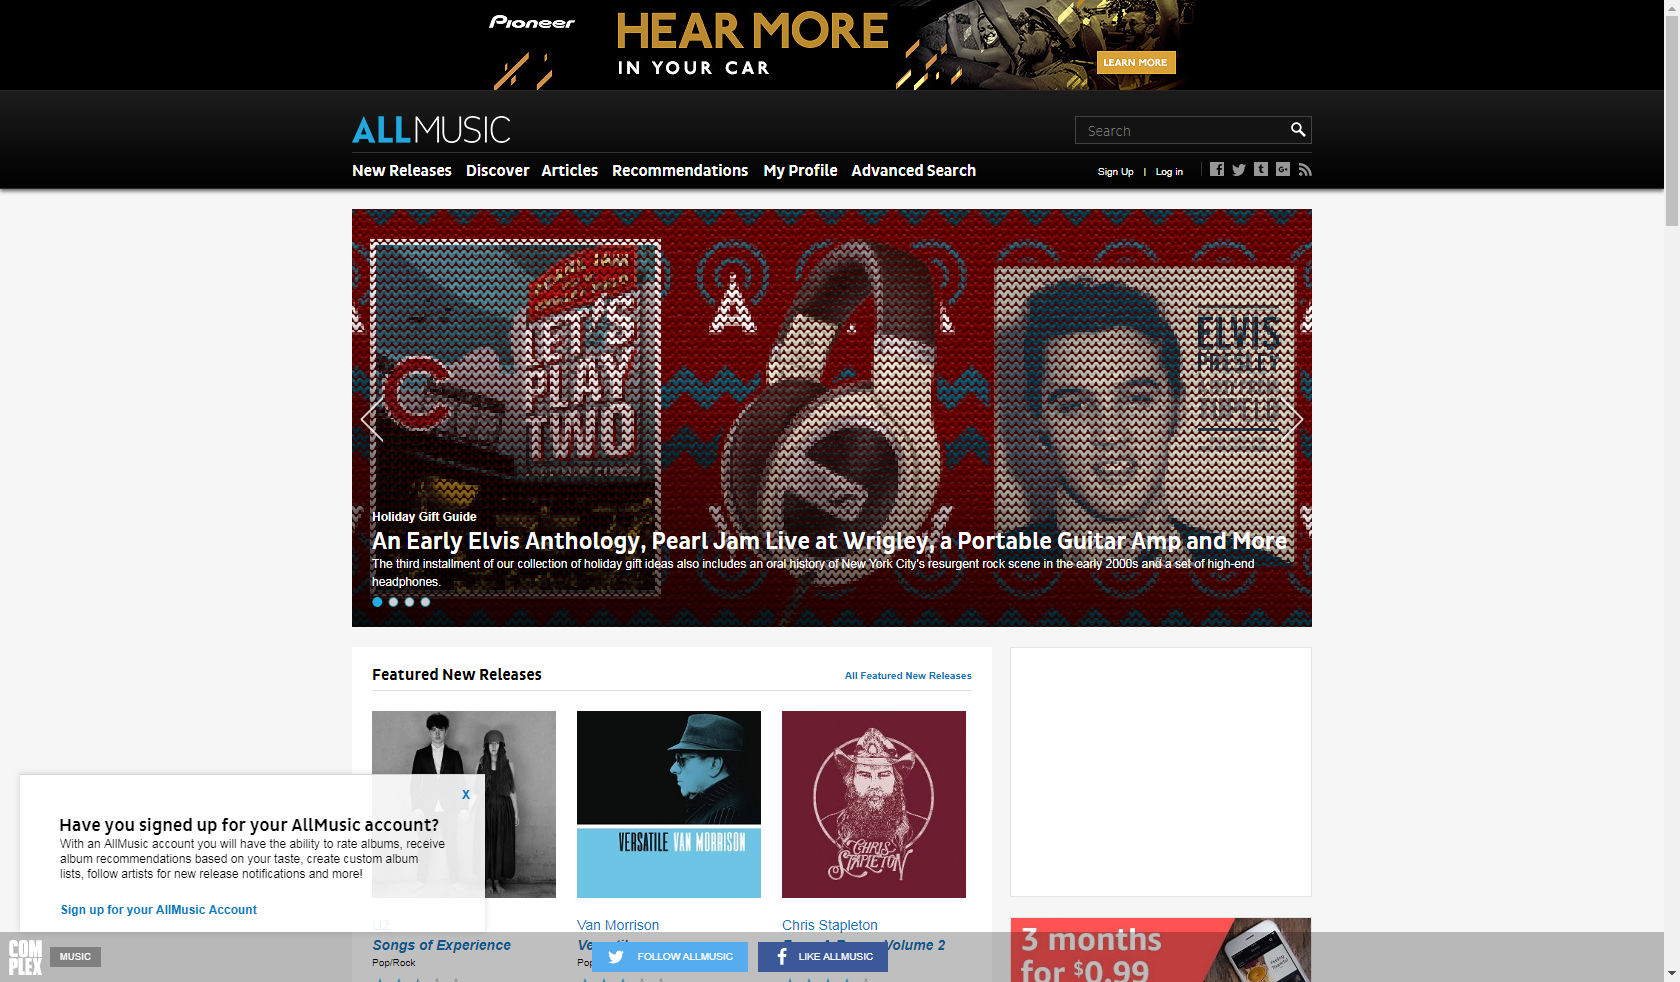 Pioneer
HEAR MORE
IN YOUR CAR
LEARN MORE
ALLMUSIC
Search
New Releases Discover Articles Recommendations My Profile Advanced Search
Sign Up | Log in
LET'S
PLAY
TWO
ELVIS
PRESLEY
Holiday Gift Guide
An Early Elvis Anthology, Pearl Jam Live at Wrigley, a Portable Guitar Amp and More
The third installment of our collection of holiday gift ideas also includes an oral history of New York City's resurgent rock scene in the early 2000s and a set of high-end
headphones.
Featured New Releases
All Featured New Releases
VERSATILE VAN MORRISON
CHRIS
STAPLETON
X
Have you signed up for your AllMusic account?
With an AllMusic account you will have the ability to rate albums, receive
album recommendations based on your taste, create custom album
lists, follow artists for new release notifications and more!
Sign up for your AllMusic Account
U2
Songs of Experience
Pop/Rock
Van Morrison
Chris Stapleton
Volume 2
3 months
for $0.99
COM
PLEX
MUSIC
FOLLOW ALLMUSIC
LIKE ALLMUSIC